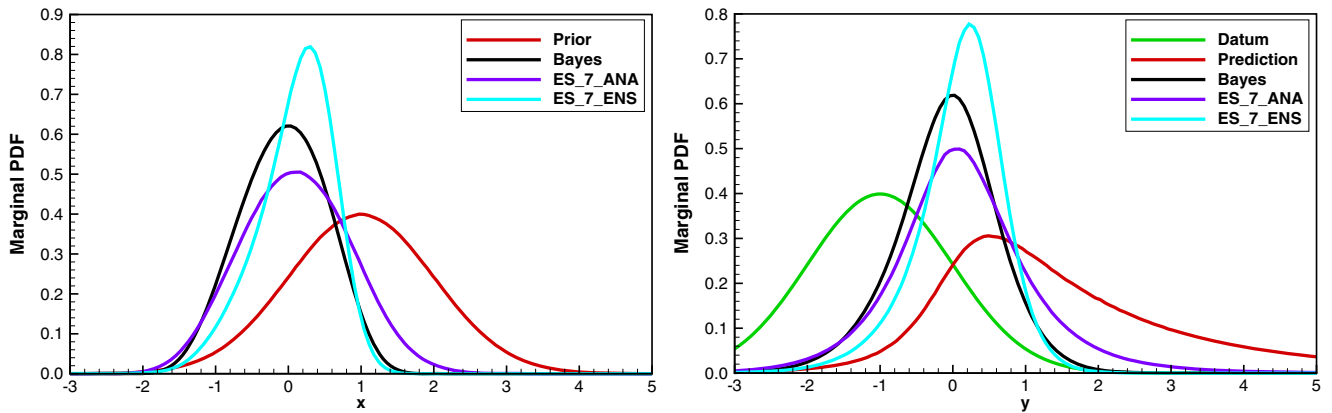 Marginal PDF
0.9
0.8
0.7
0.6
0.5
0.4
0.3
0.2
0.1
0.0
Prior
Bayes
ES_7_ANA
ES_7_ENS
-3 -2 -1 0 1 2 3 4 5
x
Marginal PDF
0.8
0.7
0.6
0.5
0.4
0.3
0.2
0.1
0.0
Datum
Prediction
Bayes
ES_7_ANA
ES_7_ENS
-3 -2 -1 0 1 2 3 4 5
y